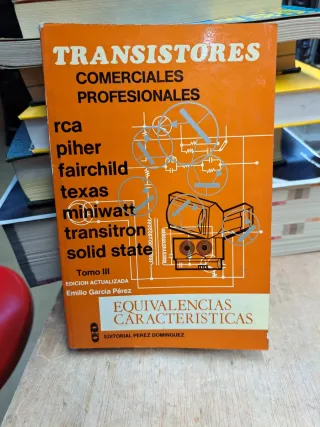 TRANSISTORES
COMERCIALES
PROFESIONALES
rca
piher
fairchild
texas
miniwatt
transitron
solid state
Tomo III
EDICION ACTUALIZADA
Emilio García Pérez
EQUIVALENCIAS
CARACTERISTICAS
EDITORIAL PEREZ DOMINGUEZ